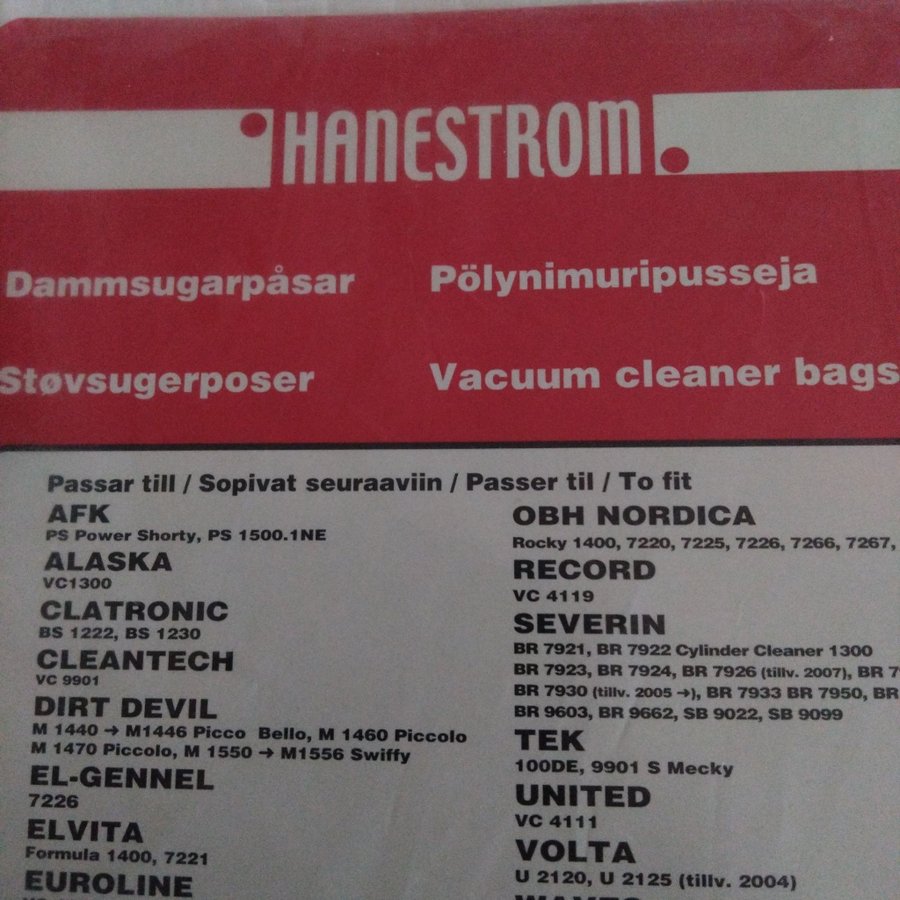 HANESTROM
Dammsugarpåsar
Pölynimuripusseja
Støvsugerposer
Vacuum cleaner bags
Passar till / Sopivat seuraaviin / Passer til / To fit
AFK
PS Power Shorty, PS 1500.1NE
ALASKA
VC1300
CLATRONIC
BS 1222, BS 1230
CLEANTECH
VC 9901
DIRT DEVIL
M 1440 → M1446 Picco Bello, M 1460 Piccolo
M 1470 Piccolo, M 1550 → M1556 Swiffy
EL-GENNEL
7226
ELVITA
Formula 1400, 7221
EUROLINE
OBH NORDICA
Rocky 1400, 7220, 7225, 7226, 7266, 7267,
RECORD
VC 4119
SEVERIN
BR 7921, BR 7922 Cylinder Cleaner 1300
BR 7923, BR 7924, BR 7926 (tillv. 2007), BR
BR 7930 (tillv. 2005 →), BR 7933 BR 7950, BR
BR 9603, BR 9662, SB 9022, SB 9099
TEK
100DE, 9901 S Mecky
UNITED
VC 4111
VOLTA
U 2120, U 2125 (tillv. 2004)